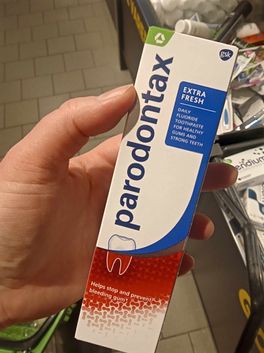 gsk
parodontax
EXTRA
FRESH
DAILY
FLUORIDE
TOOTHPASTE
FOR HEALTHY
GUMS AND
STRONG TEETH
Helps stop and prevent
bleeding gums